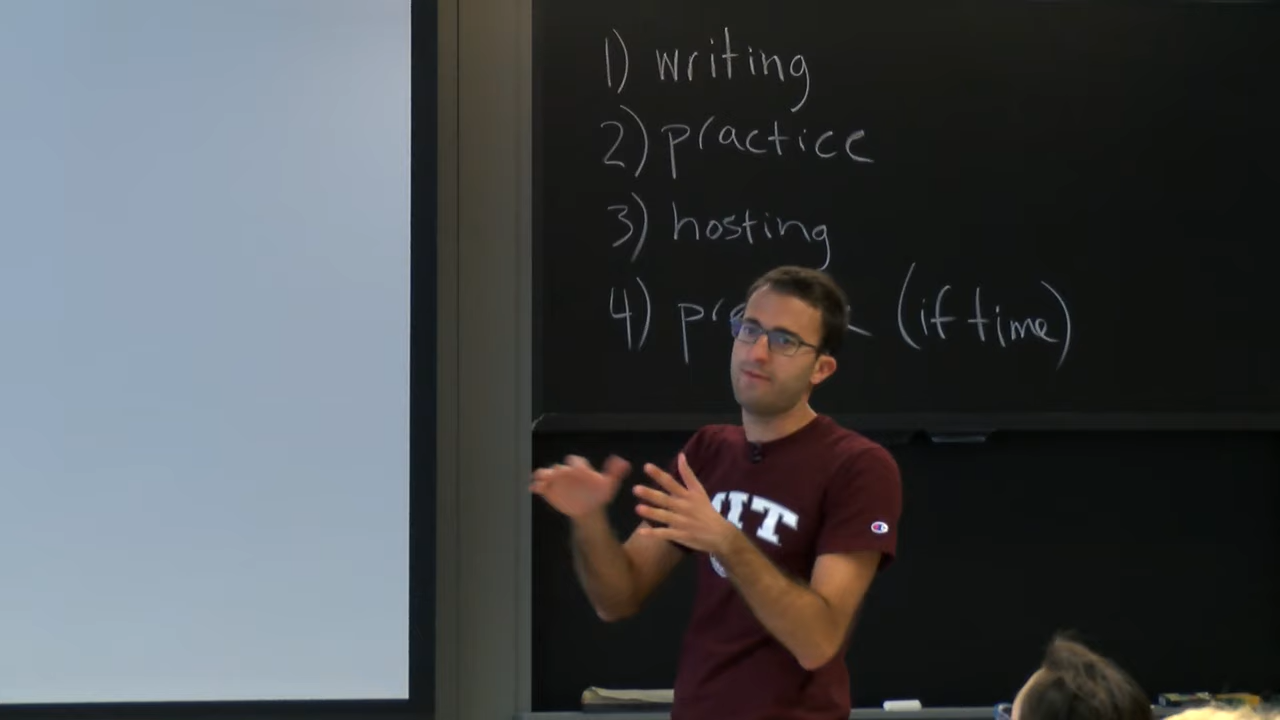 1) writing
2) practice
3) hosting
4) (if time)
MIT